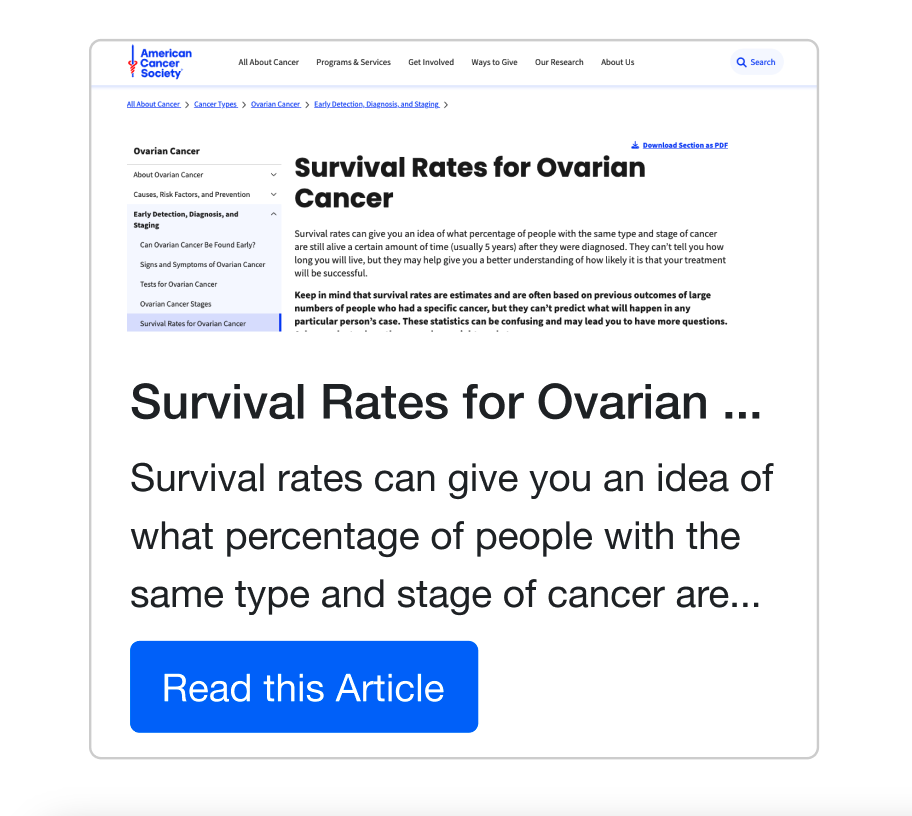 American
Cancer
Society
All About Cancer Programs & Services Get Involved Ways to Give Our Research About Us Search
All About Cancer > Cancer Types > Ovarian Cancer > Early Detection, Diagnosis, and Staging >
Ovarian Cancer
About Ovarian Cancer
Causes, Risk Factors, and Prevention
Early Detection, Diagnosis, and
Staging
Can Ovarian Cancer Be Found Early?
Signs and Symptoms of Ovarian Cancer
Tests for Ovarian Cancer
Ovarian Cancer Stages
Survival Rates for Ovarian Cancer
Download Section as PDF
Survival Rates for Ovarian
Cancer
Survival rates can give you an idea of what percentage of people with the same type and stage of cancer
are still alive a certain amount of time (usually 5 years) after they were diagnosed. They can't tell you how
long you will live, but they may help give you a better understanding of how likely it is that your treatment
will be successful.
Keep in mind that survival rates are estimates and are often based on previous outcomes of large
numbers of people who had a specific cancer, but they can't predict what will happen in any
particular person's case. These statistics can be confusing and may lead you to have more questions.
Survival Rates for Ovarian ...
Survival rates can give you an idea of
what percentage of people with the
same type and stage of cancer are...
Read this Article